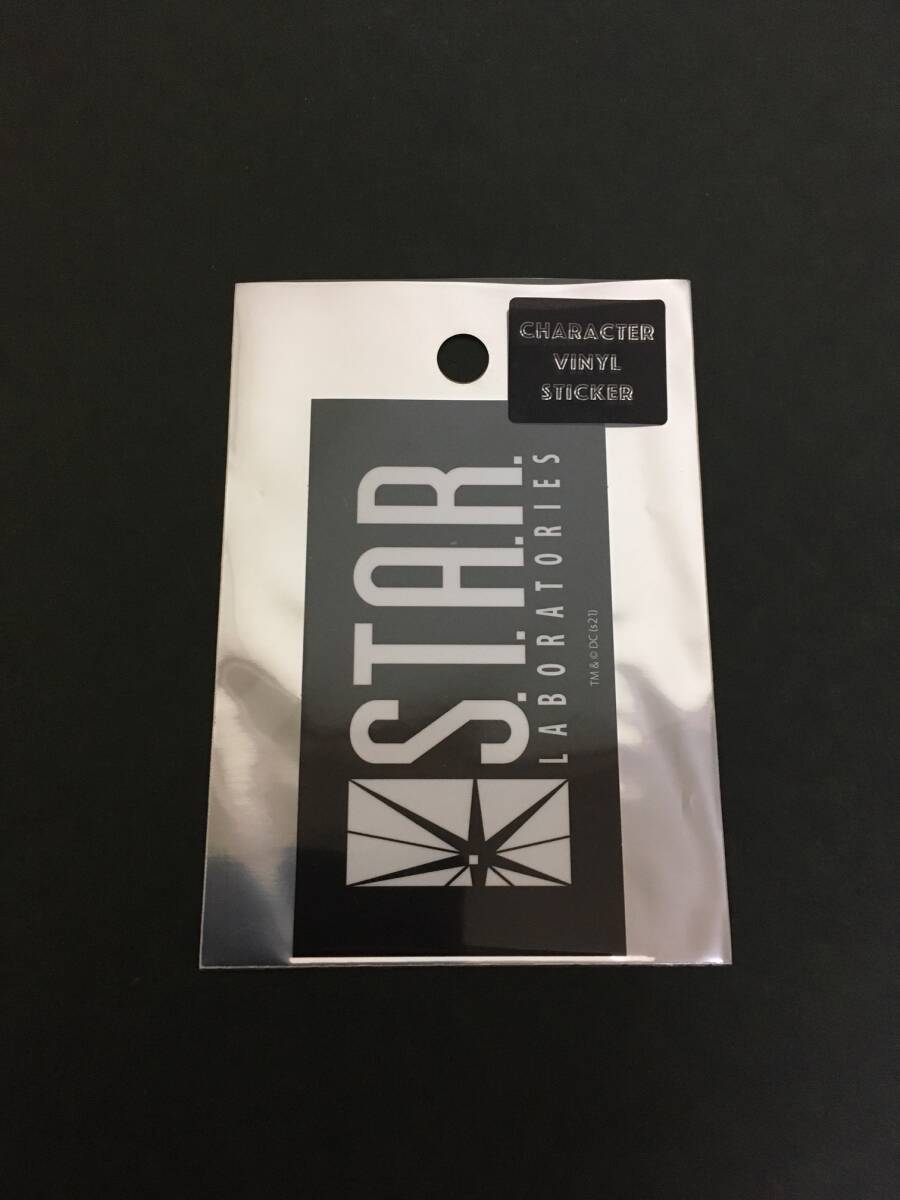 CHARACTER
VINYL
STICKER
S.T.A.R.
LABORATORIES
TM & © DC (s21)